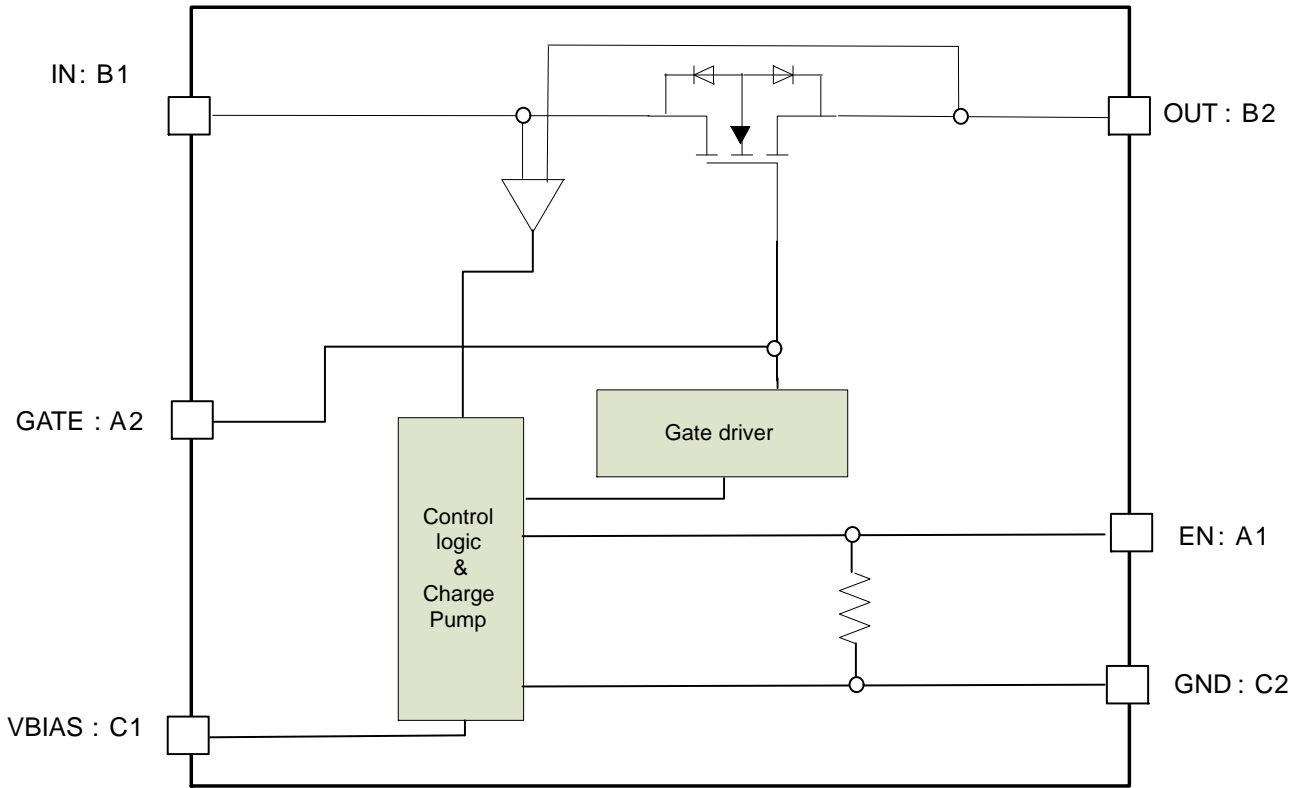 IN: B1
OUT : B2
GATE : A2
Gate driver
Control
logic
&
Charge
Pump
EN: A1
GND : C2
VBIAS : C1